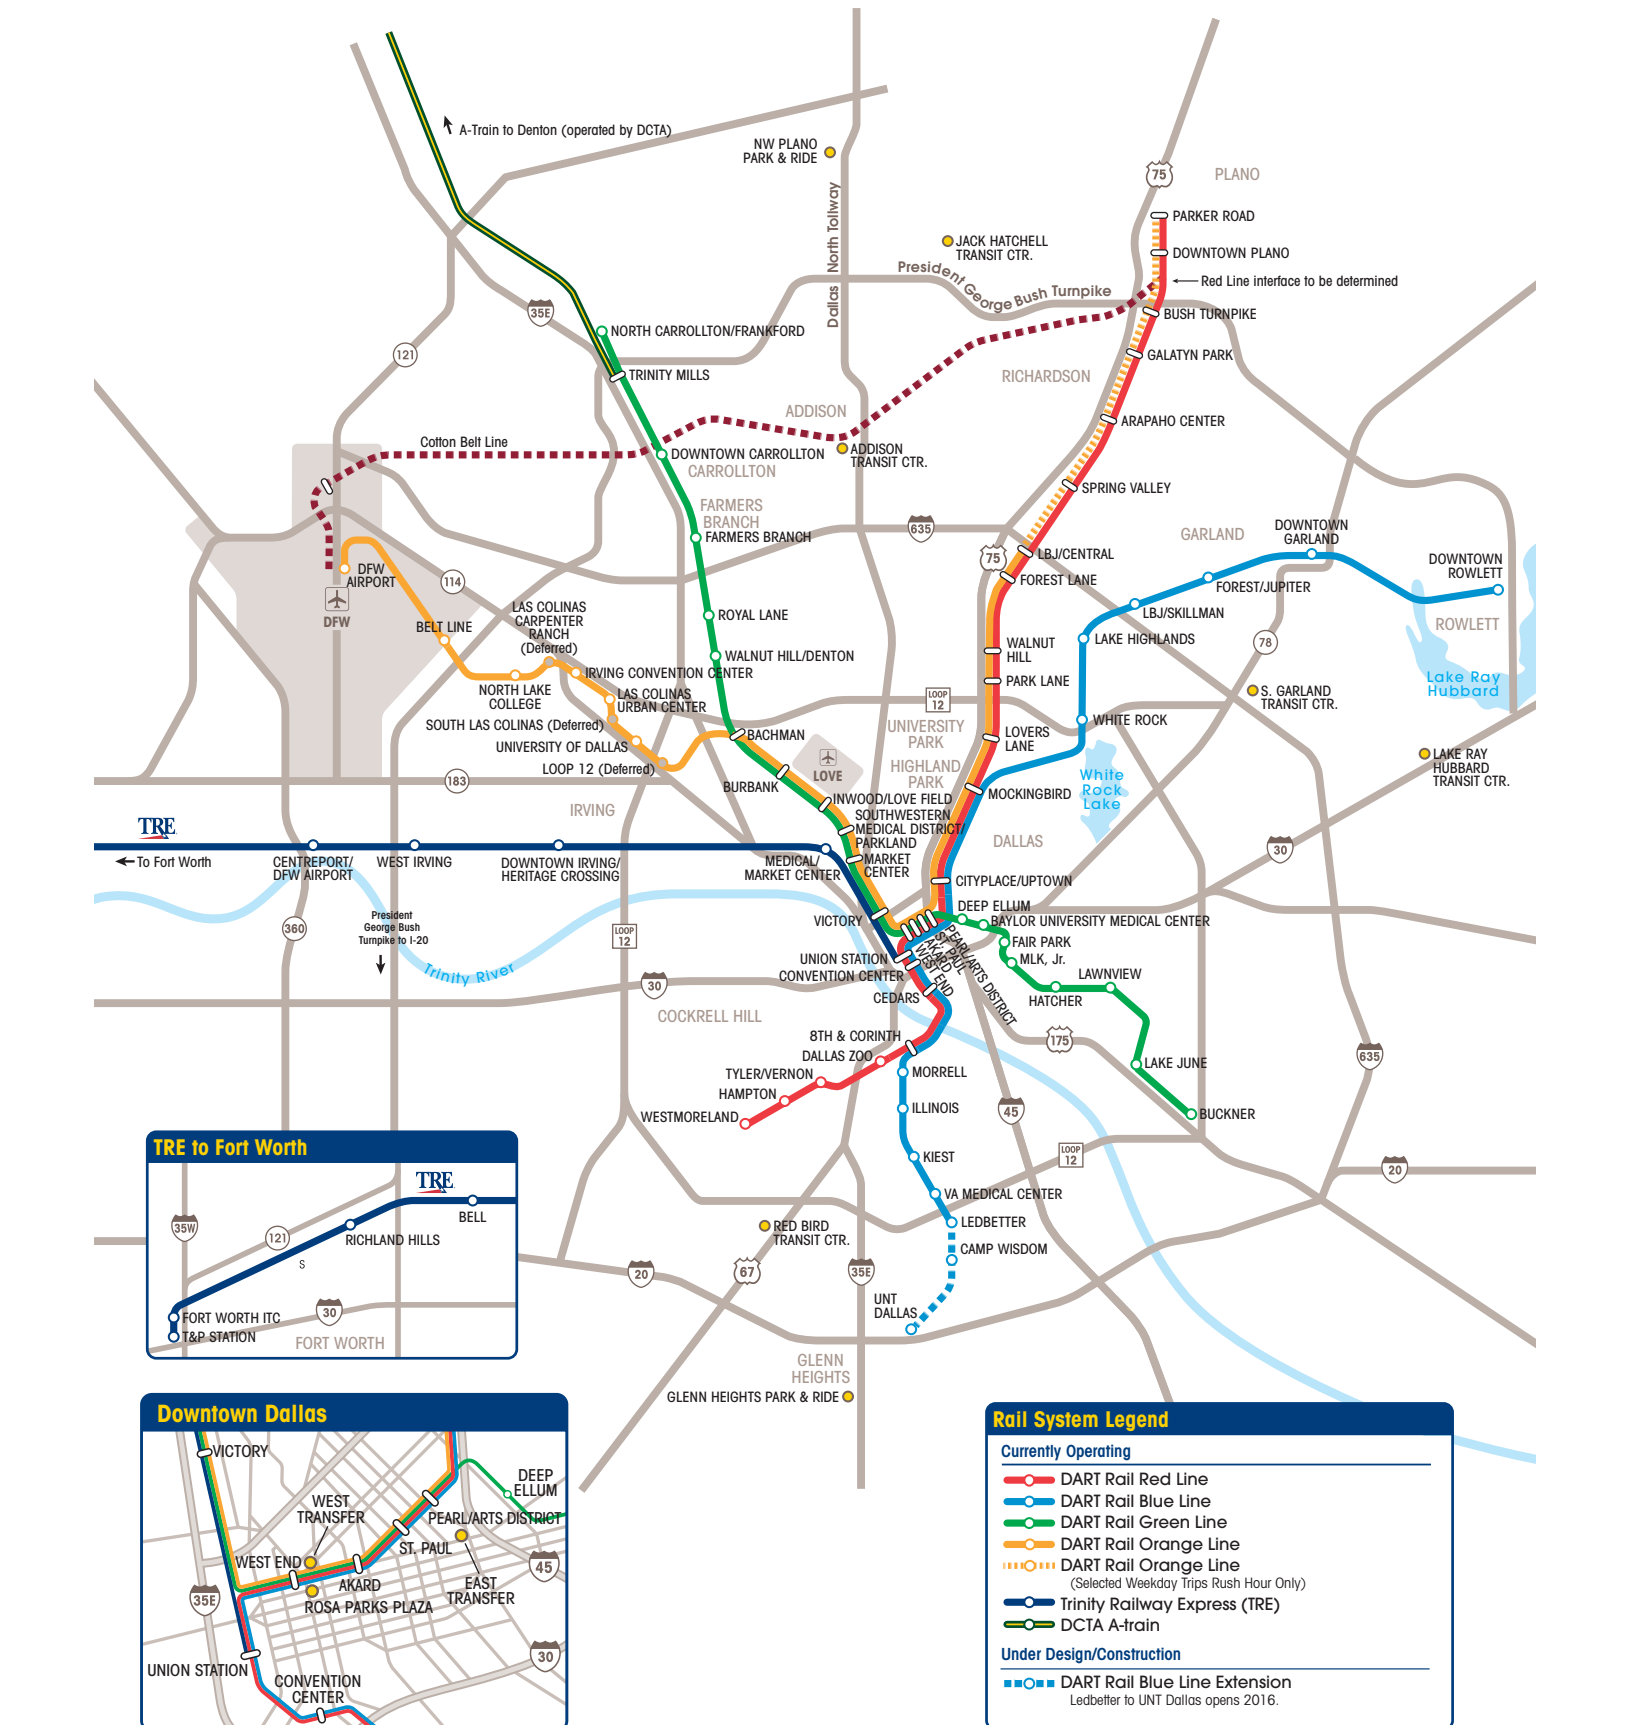 A-Train to Denton (operated by DCTA)
NW PLANO
PARK & RIDE
Dallas North Tollway
75
PLANO
PARKER ROAD
JACK HATCHELL
TRANSIT CTR.
DOWNTOWN PLANO
President George Bush Turnpike
Red Line interface to be determined
35E
BUSH TURNPIKE
NORTH CARROLLTON/FRANKFORD
121
GALATYN PARK
TRINITY MILLS
RICHARDSON
ADDISON
ARAPAHO CENTER
Cotton Belt Line
DOWNTOWN CARROLLTON
ADDISON
TRANSIT CTR.
CARROLLTON
SPRING VALLEY
FARMERS
BRANCH
635
GARLAND
DOWNTOWN
GARLAND
FARMERS BRANCH
75
LBJ/CENTRAL
DOWNTOWN
ROWLETT
DFW
AIRPORT
114
FOREST LANE
FOREST/JUPITER
DFW
LAS COLINAS
CARPENTER
RANCH
(Deferred)
LBJ/SKILLMAN
ROYAL LANE
ROWLETT
BELT LINE
WALNUT
HILL
LAKE HIGHLANDS
78
WALNUT HILL/DENTON
IRVING CONVENTION CENTER
PARK LANE
Lake Ray
Hubbard
NORTH LAKE
COLLEGE
LAS COLINAS
URBAN CENTER
LOOP
12
S. GARLAND
TRANSIT CTR.
SOUTH LAS COLINAS (Deferred)
UNIVERSITY
PARK
WHITE ROCK
BACHMAN
LOVERS
LANE
UNIVERSITY OF DALLAS
LAKE RAY
HUBBARD
TRANSIT CTR.
LOOP 12 (Deferred)
LOVE
HIGHLAND
PARK
White
Rock
Lake
183
BURBANK
MOCKINGBIRD
IRVING
INWOOD/LOVE FIELD
SOUTHWESTERN
MEDICAL DISTRICT/
PARKLAND
TRE
DALLAS
30
To Fort Worth
CENTREPORT/
DFW AIRPORT
WEST IRVING
DOWNTOWN IRVING/
HERITAGE CROSSING
MEDICAL/
MARKET CENTER
MARKET
CENTER
CITYPLACE/UPTOWN
DEEP ELLUM
VICTORY
BAYLOR UNIVERSITY MEDICAL CENTER
360
President
George Bush
Turnpike to I-20
LOOP
12
FAIR PARK
MLK, Jr.
PEARL/ARTS DISTRICT
ST. PAUL
AKARD
WEST END
UNION STATION
CONVENTION CENTER
Trinity River
30
LAWNVIEW
CEDARS
HATCHER
COCKRELL HILL
8TH & CORINTH
175
DALLAS ZOO
635
LAKE JUNE
TYLER/VERNON
MORRELL
HAMPTON
WESTMORELAND
ILLINOIS
45
BUCKNER
LOOP
12
KIEST
20
VA MEDICAL CENTER
LEDBETTER
RED BIRD
TRANSIT CTR.
CAMP WISDOM
20
67
35E
UNT
DALLAS
GLENN
HEIGHTS
GLENN HEIGHTS PARK & RIDE
TRE to Fort Worth
TRE
35W
BELL
121
RICHLAND HILLS
S
30
FORT WORTH ITC
T&P STATION
FORT WORTH
Downtown Dallas
VICTORY
DEEP
ELLUM
WEST
TRANSFER
PEARL/ARTS DISTRICT
ST. PAUL
WEST END
45
AKARD
EAST
TRANSFER
35E
ROSA PARKS PLAZA
30
UNION STATION
CONVENTION
CENTER
Rail System Legend
Currently Operating
DART Rail Red Line
DART Rail Blue Line
DART Rail Green Line
DART Rail Orange Line
DART Rail Orange Line
(Selected Weekday Trips Rush Hour Only)
Trinity Railway Express (TRE)
DCTA A-train
Under Design/Construction
DART Rail Blue Line Extension
Ledbetter to UNT Dallas opens 2016.